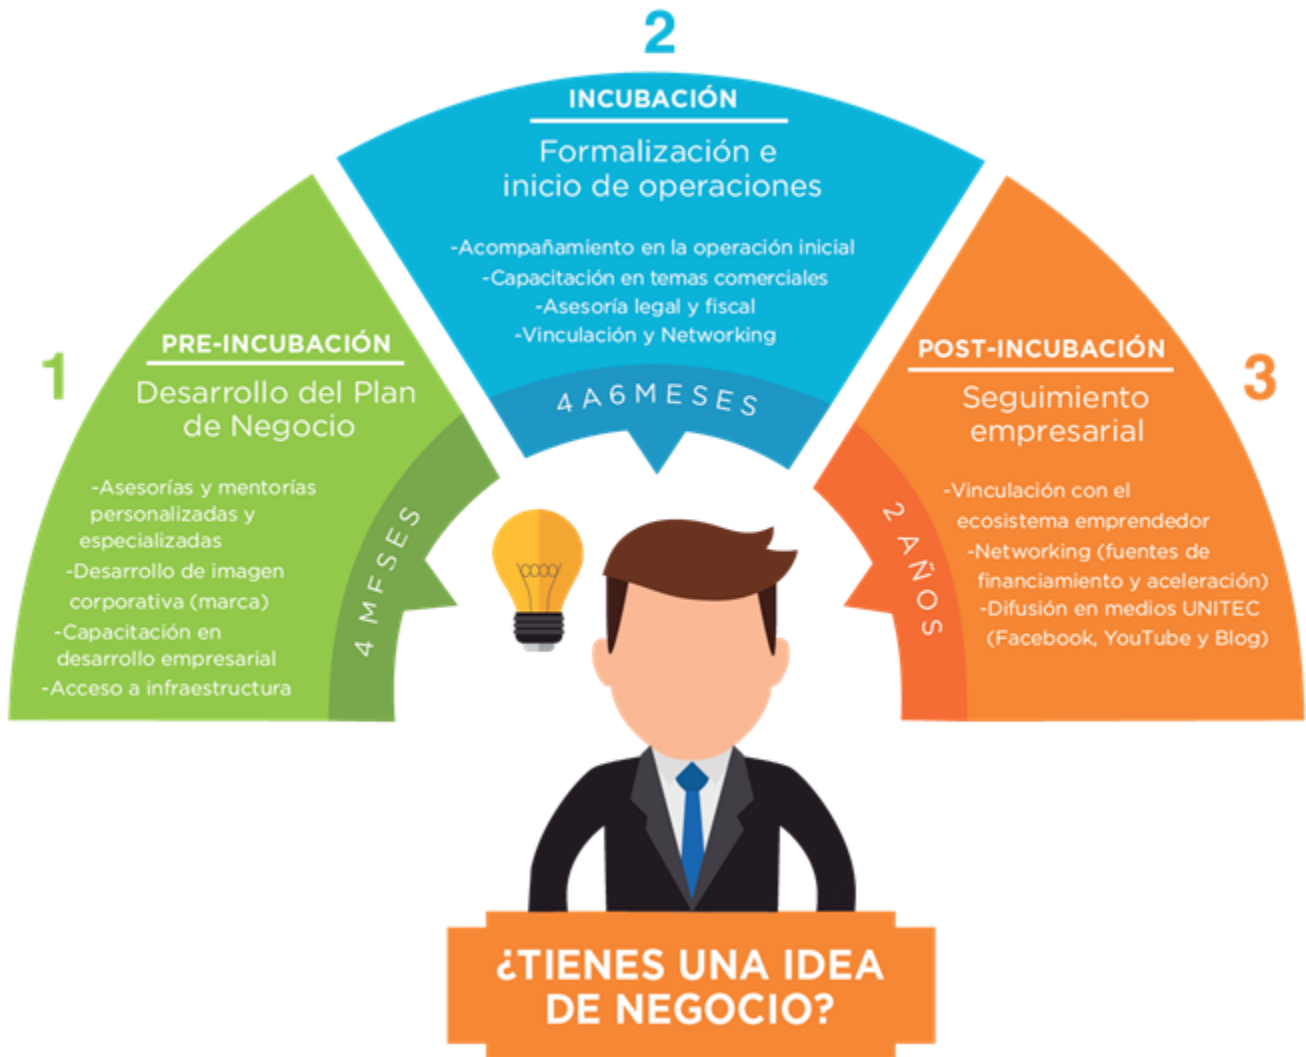 1
PRE-INCUBACIÓN
Desarrollo del Plan
de Negocio
-Asesorías y mentorías
personalizadas y
especializadas
-Desarrollo de imagen
corporativa (marca)
-Capacitación en
desarrollo empresarial
-Acceso a infraestructura
4 MESES
2
INCUBACIÓN
Formalización e
inicio de operaciones
-Acompañamiento en la operación inicial
-Capacitación en temas comerciales
-Asesoría legal y fiscal
-Vinculación y Networking
4 A 6 MESES
3
POST-INCUBACIÓN
Seguimiento
empresarial
-Vinculación con el
ecosistema emprendedor
-Networking (fuentes de
financiamiento y aceleración)
-Difusión en medios UNITEC
(Facebook, YouTube y Blog)
2 AÑOS
¿TIENES UNA IDEA
DE NEGOCIO?